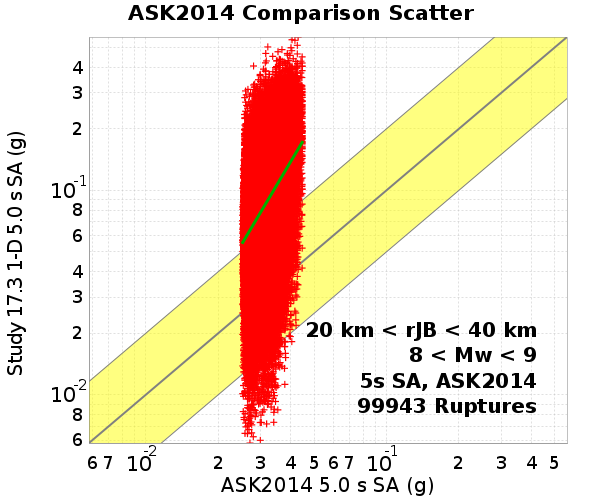 ASK2014 Comparison Scatter
Study 17.3 1-D 5.0 s SA (g)
4
3
2
10-1
8
6
4
3
2
10-2
8
6
20 km < rJB < 40 km
8 < Mw < 9
5s SA, ASK2014
99943 Ruptures
6 7 10-2 2 3 4 5 6 7 10-1 2 3 4 5
ASK2014 5.0 s SA (g)